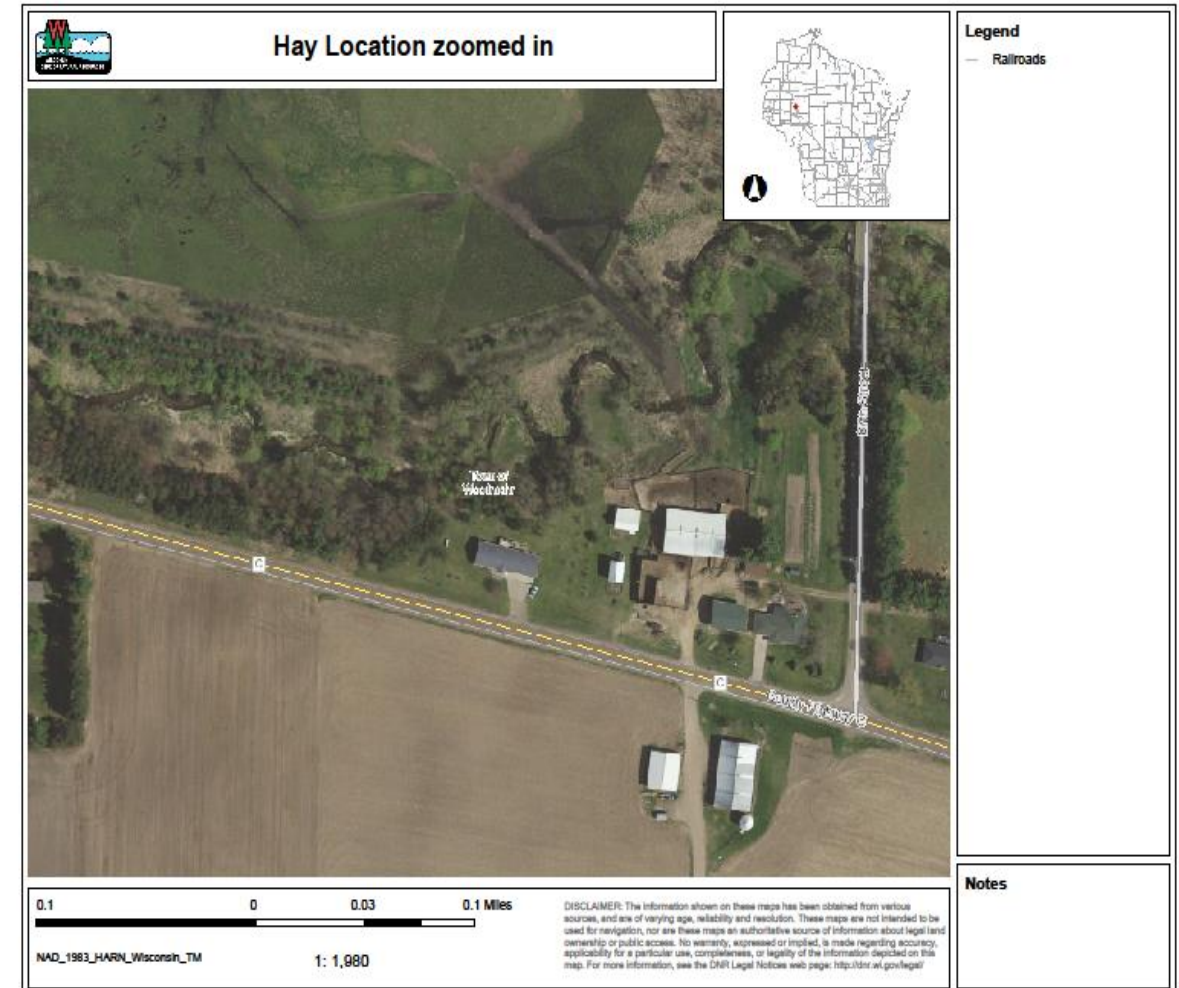 Hay Location zoomed in
Legend
Railroads
Town of
C
C
County Highway C
0.1
0
0.03
0.1 Miles
NAD_1983_HARN_Wisconsin_TM
1: 1,980
DISCLAIMER: The information shown on these maps has been obtained from various
sources, and are of varying age, reliability and resolution. These maps are not intended to be
used for navigation, nor are these maps an authoritative source of information about legal land
ownership or public access. No warranty, expressed or implied, is made regarding accuracy,
applicability for a particular use, completeness, or legality of the information depicted on this
map. For more information, see the DNR Legal Notices web page: http://dnr.wi.gov/legal/
Notes